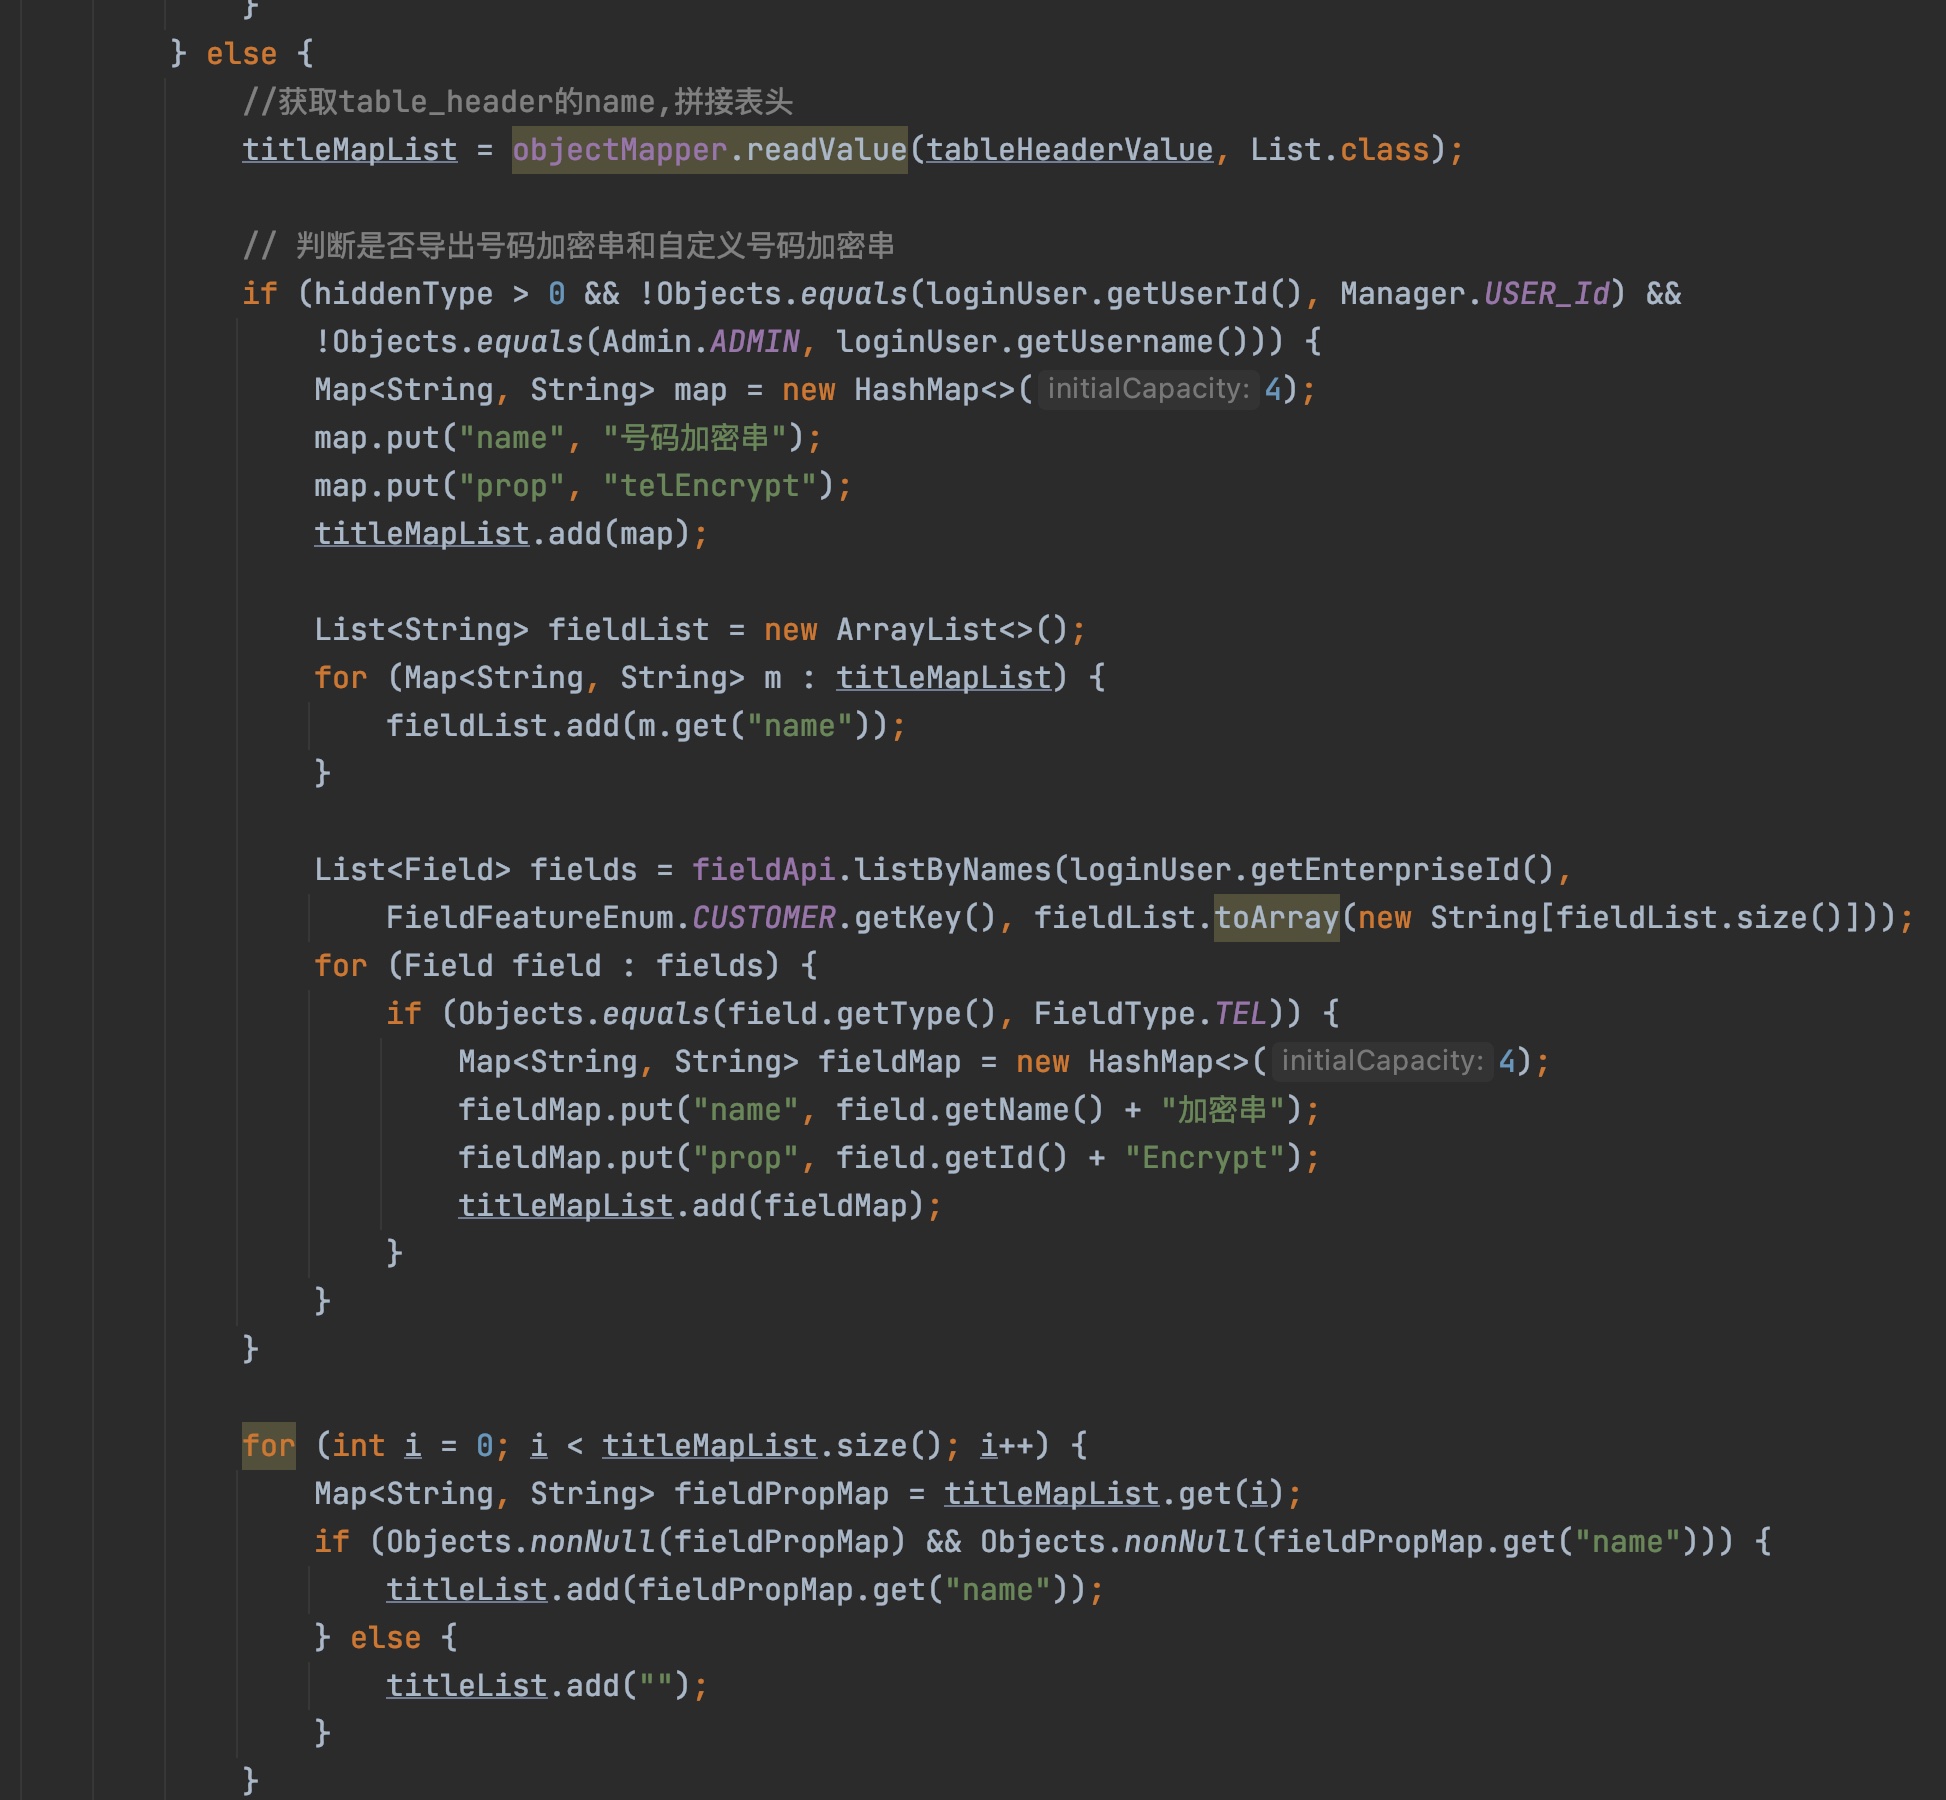 }
} else {
//获取table_header的name,拼接表头
titleMapList = objectMapper.readValue(tableHeaderValue, List.class);
// 判断是否导出号码加密串和自定义号码加密串
if (hiddenType > 0 && !Objects.equals(loginUser.getUserId(), Manager.USER_Id) &&
!Objects.equals(Admin.ADMIN, loginUser.getUsername())) {
Map<String, String> map = new HashMap<>( initialCapacity: 4);
map.put("name", "号码加密串");
map.put("prop", "telEncrypt");
titleMapList.add(map);
List<String> fieldList = new ArrayList<>();
for (Map<String, String> m : titleMapList) {
fieldList.add(m.get("name"));
}
List<Field> fields = fieldApi.listByNames(loginUser.getEnterpriseId(),
FieldFeatureEnum.CUSTOMER.getKey(), fieldList.toArray(new String[fieldList.size()]));
for (Field field : fields) {
if (Objects.equals(field.getType(), FieldType.TEL)) {
Map<String, String> fieldMap = new HashMap<>( initialCapacity: 4);
fieldMap.put("name", field.getName() + "加密串");
fieldMap.put("prop", field.getId() + "Encrypt");
titleMapList.add(fieldMap);
}
}
}
for (int i = 0; i < titleMapList.size(); i++) {
Map<String, String> fieldPropMap = titleMapList.get(i);
if (Objects.nonNull(fieldPropMap) && Objects.nonNull(fieldPropMap.get("name"))) {
titleList.add(fieldPropMap.get("name"));
} else {
titleList.add("");
}
}